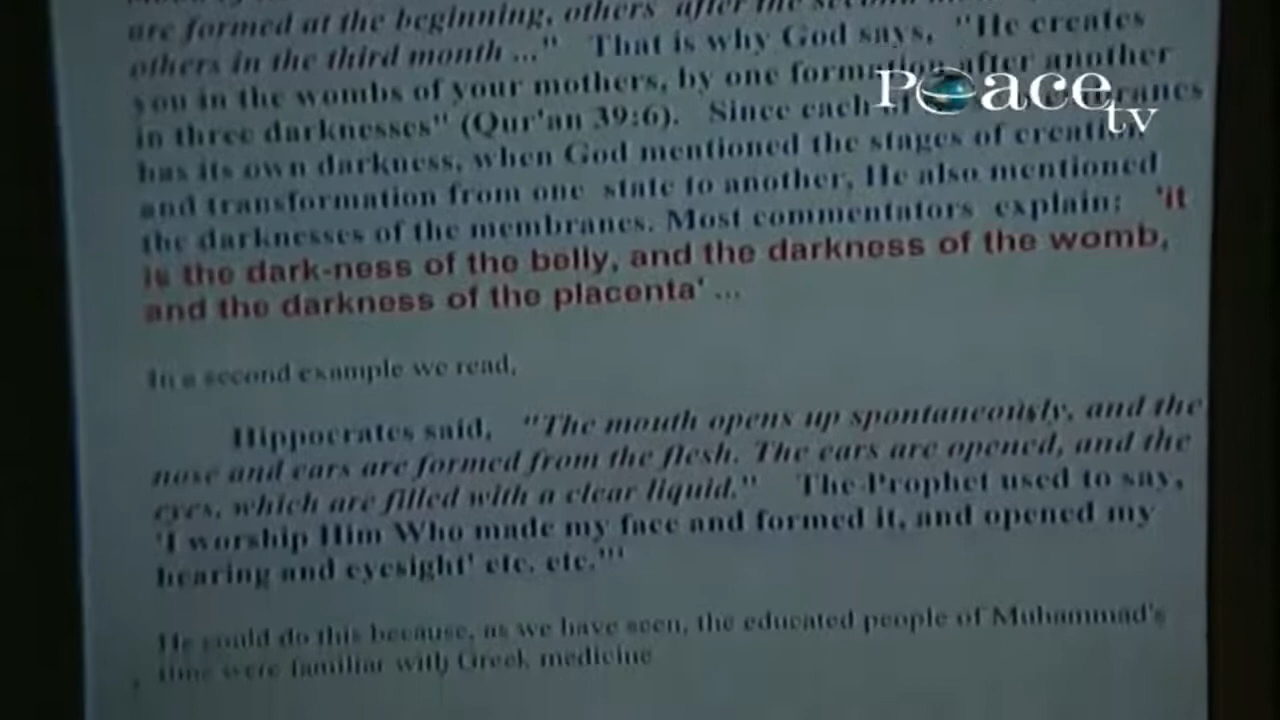 are formed at the beginning, others after the second
others in the third month ..." That is why God says, "He creates
you in the wombs of your mothers, by one formation after another
in three darknesses" (Qur'an 39:6). Since each of
has its own darkness, when God mentioned the stages of creation
and transformation from one state to another, He also mentioned
the darknesses of the membranes. Most commentators explain: 'it
is the dark-ness of the belly, and the darkness of the womb,
and the darkness of the placenta' ...
In a second example we read,
Hippocrates said, "The mouth opens up spontaneously, and the
nose and ears are formed from the flesh. The ears are opened, and the
eyes, which are filled with a clear liquid." The Prophet used to say,
'I worship Him Who made my face and formed it, and opened my
hearing and eyesight' etc. etc."'
He could do this because, as we have seen, the educated people of Muhammad's
time were familiar with Greek medicine
Peace
tv